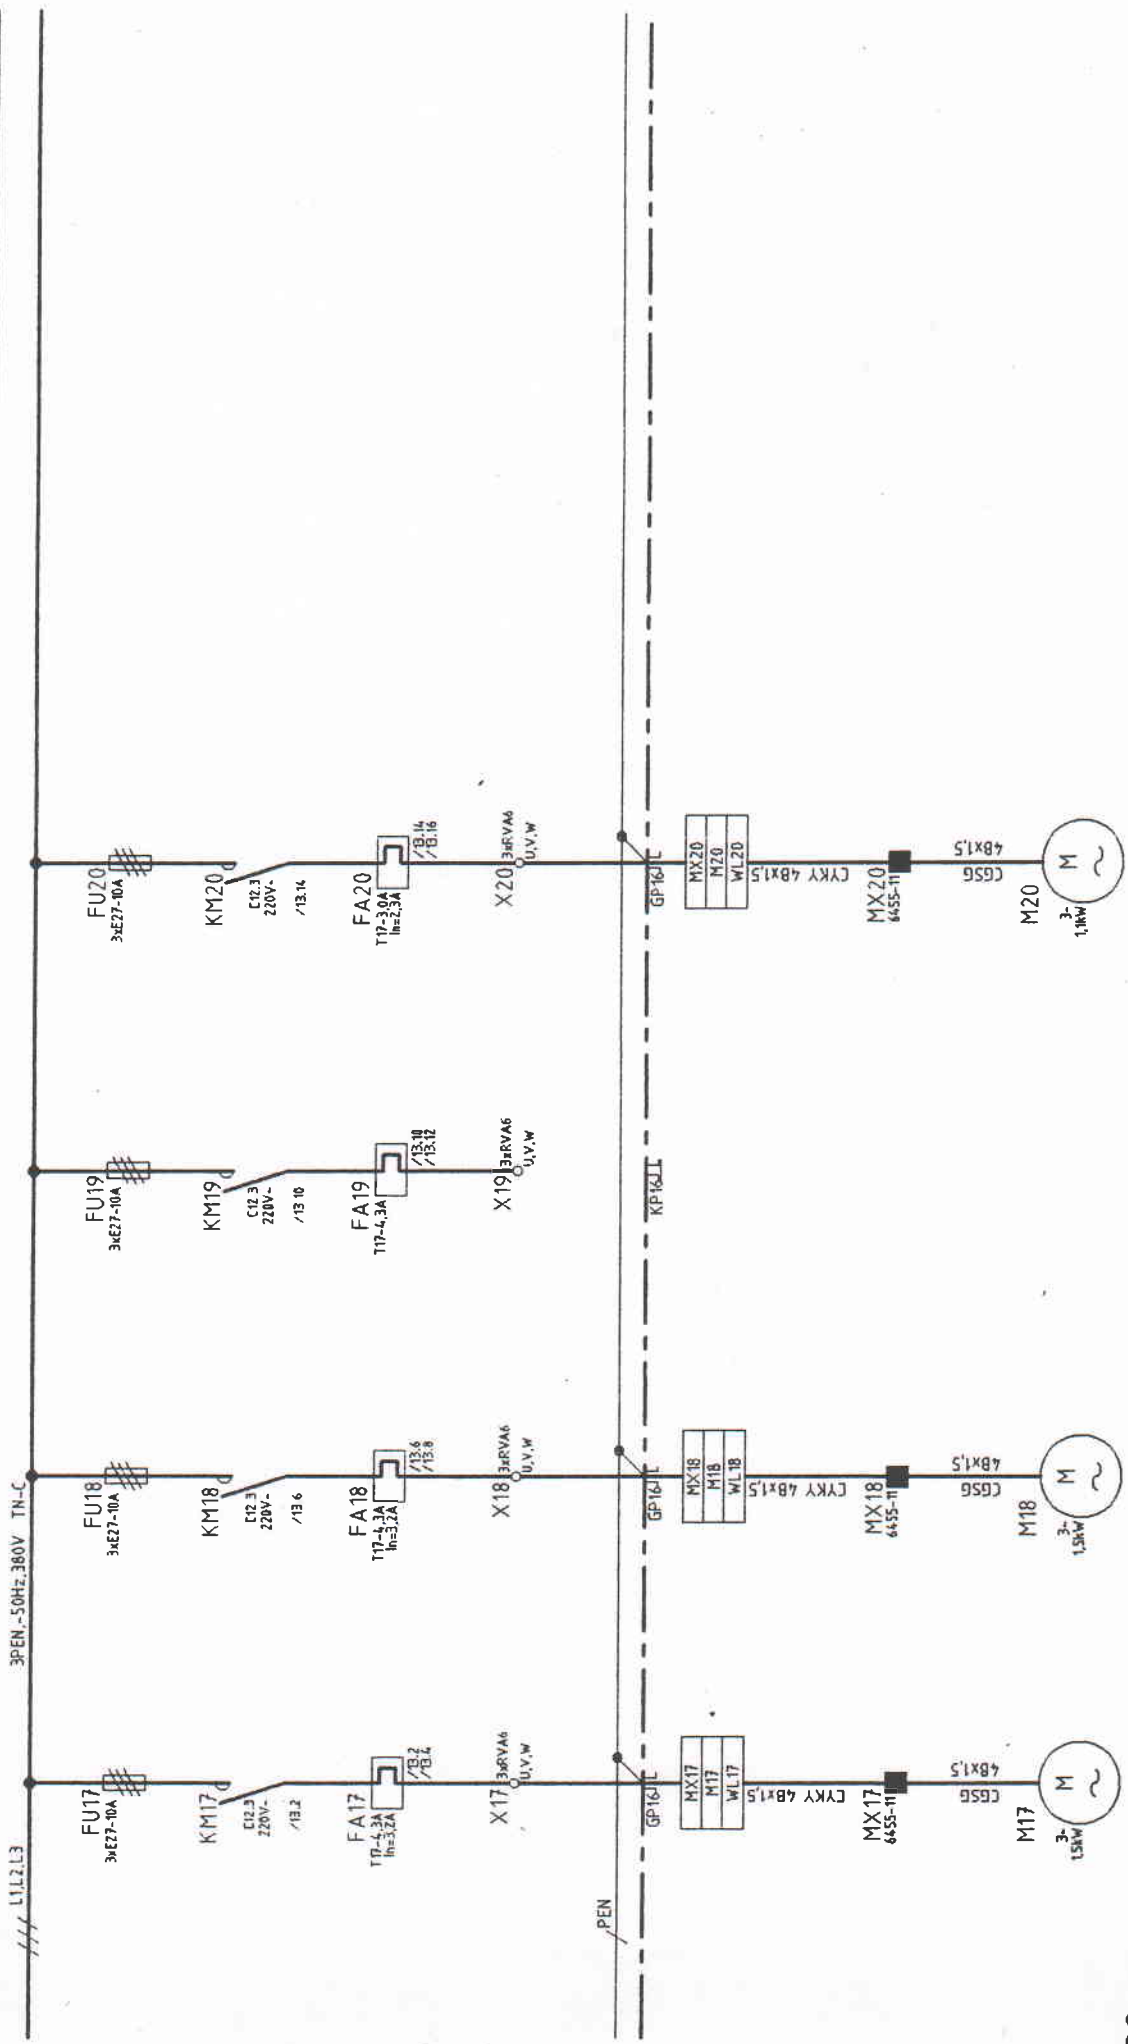 L1,L2,L3
3PEN,~50Hz,380V TN-C
FU17
3xE27-10A
KM17
C12.3
220V~
/13.2
FA17
T17-4,3A
In=3,2A
/13.2
/13.4
X17
3xRVA6
U,V,W
PEN
GP16
MX17
M17
WL17
CYKY 4Bx1,5
MX17
6455-11
CGSG
4Bx1,5
M17
3~
1,5kW
M
~
FU18
3xE27-10A
KM18
C12.3
220V~
/13.6
FA18
T17-4,3A
In=3,2A
/13.6
/13.8
X18
3xRVA6
U,V,W
GP16
MX18
M18
WL18
CYKY 4Bx1,5
MX18
6455-11
CGSG
4Bx1,5
M18
3~
1,5kW
M
~
FU19
3xE27-10A
KM19
C12.3
220V~
/13.10
FA19
T17-4,3A
/13.10
/13.12
X19
3xRVA6
U,V,W
KP16
FU20
3xE27-10A
KM20
C12.3
220V~
/13.14
FA20
T17-3,0A
In=2,3A
/13.14
/13.16
X20
3xRVA6
U,V,W
GP16
MX20
M20
WL20
CYKY 4Bx1,5
MX20
6455-11
CGSG
4Bx1,5
M20
3~
1,1kW
M
~